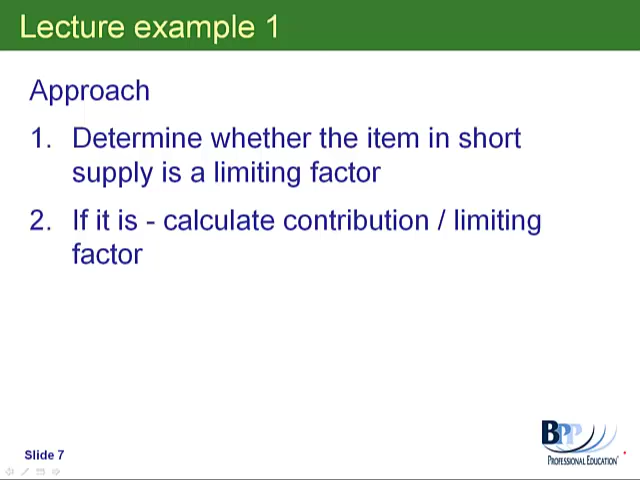 Lecture example 1
Approach
1. Determine whether the item in short
supply is a limiting factor
2. If it is - calculate contribution / limiting
factor
Slide 7
BPP
PROFESSIONAL EDUCATION